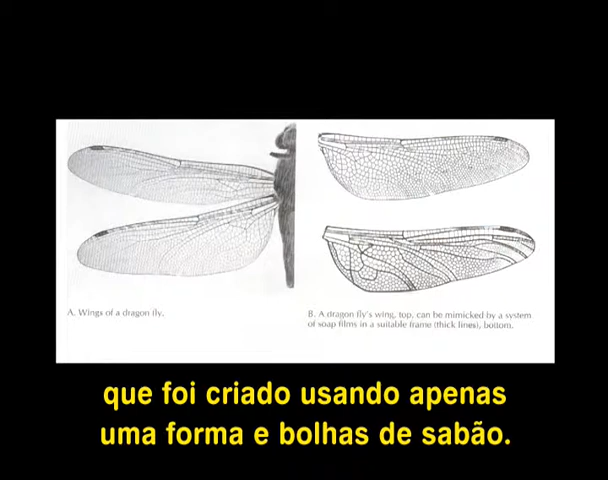 A. Wings of a dragon fly.
B. A dragon fly's wing, top, can be mimicked by a system
of soap films in a suitable frame (thick lines), bottom.
que foi criado usando apenas
uma forma e bolhas de sabão.